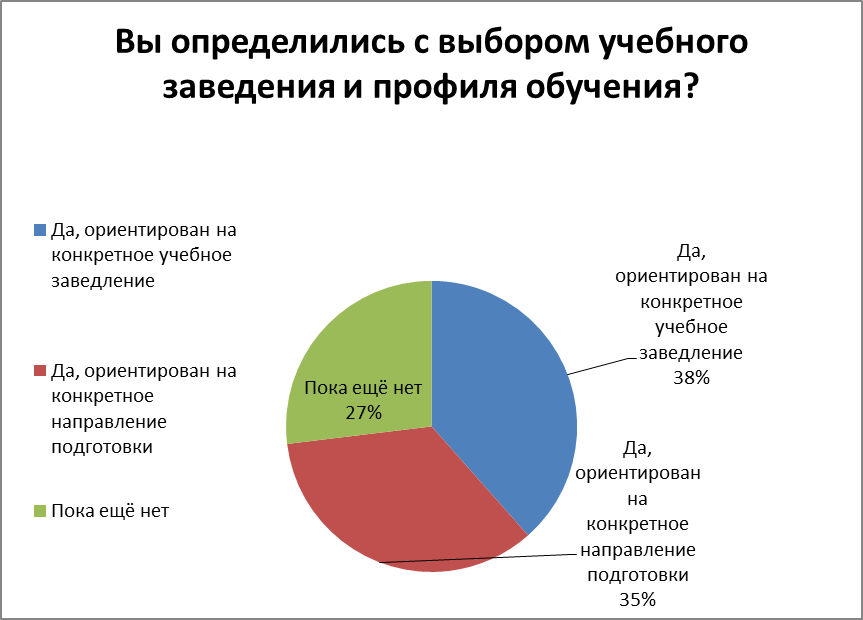 Вы определились с выбором учебного
заведения и профиля обучения?
Да, ориентирован на
конкретное учебное
заведление
Да, ориентирован на
конкретное
направление
подготовки
Пока ещё нет
Да,
ориентирован на
конкретное
учебное
заведление
38%
Да,
ориентирован
на
конкретное
направление
подготовки
35%
Пока ещё нет
27%